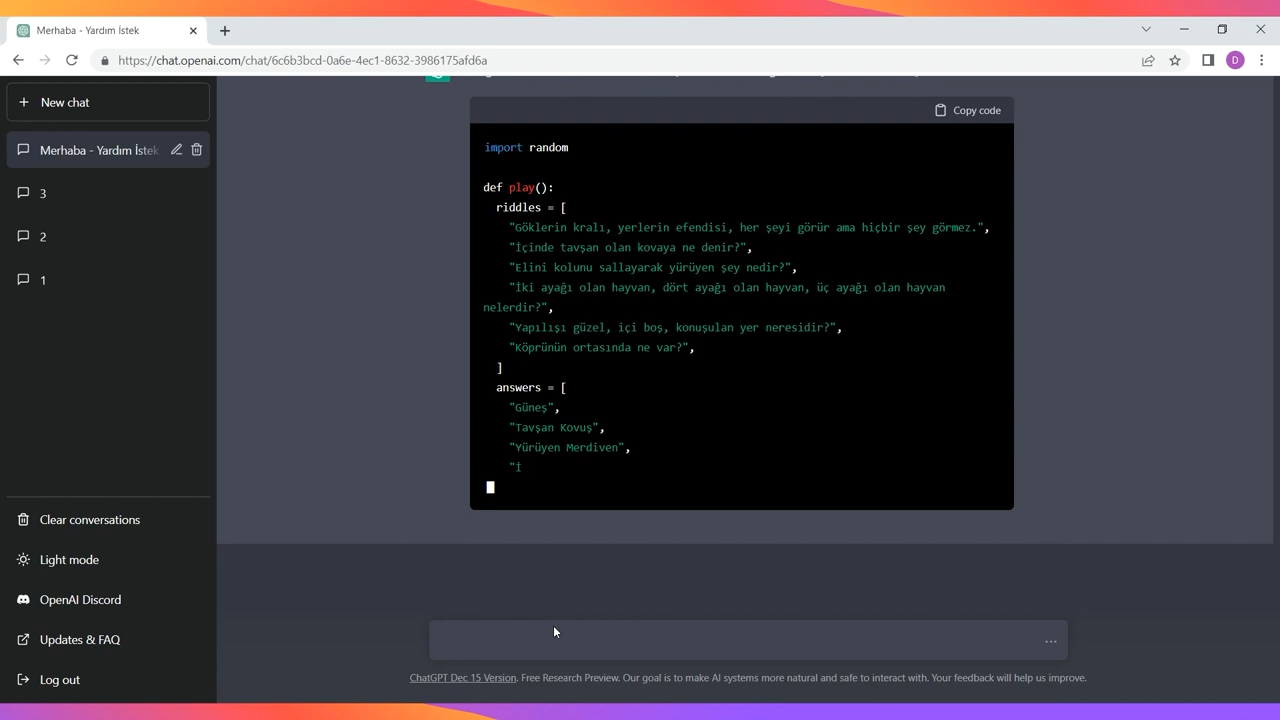 Merhaba - Yardım İstek
https://chat.openai.com/chat/6c6b3bcd-0a6e-4ec1-8632-3986175afd6a
D
New chat
Merhaba - Yardım İstek
3
2
1
Clear conversations
Light mode
OpenAI Discord
Updates & FAQ
Log out
Copy code
import random
def play():
riddles = [
"Göklerin kralı, yerlerin efendisi, her şeyi görür ama hiçbir şey görmez.",
"İçinde tavşan olan kovaya ne denir?",
"Elini kolunu sallayarak yürüyen şey nedir?",
"İki ayağı olan hayvan, dört ayağı olan hayvan, üç ayağı olan hayvan
nelerdir?",
"Yapılışı güzel, içi boş, konuşulan yer neresidir?",
"Köprünün ortasında ne var?",
]
answers = [
"Güneş",
"Tavşan Kovuş",
"Yürüyen Merdiven",
"İ
ChatGPT Dec 15 Version. Free Research Preview. Our goal is to make AI systems more natural and safe to interact with. Your feedback will help us improve.